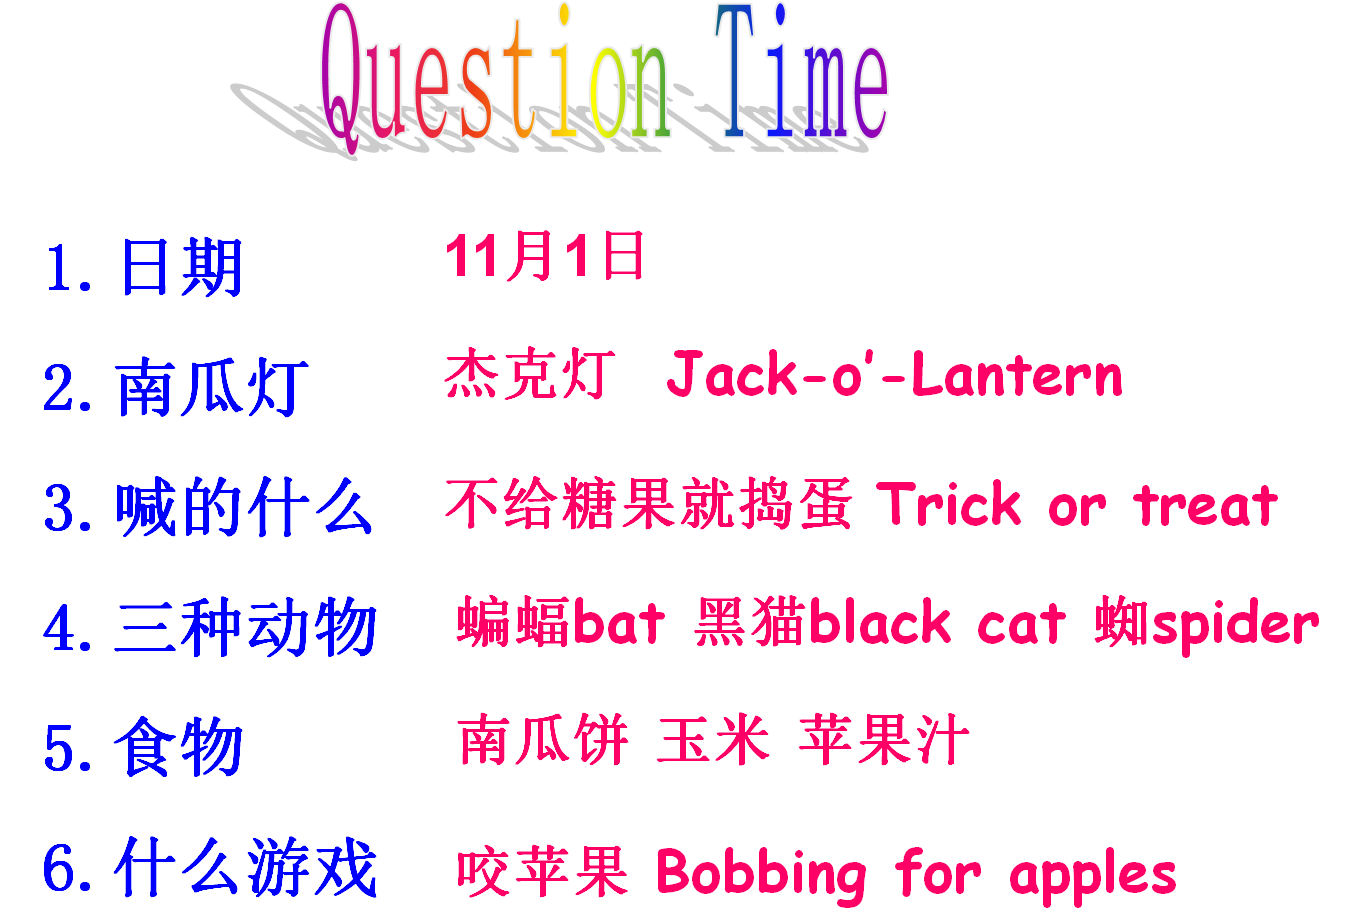 Question Time
1. 日期 11月1日
2. 南瓜灯 杰克灯 Jack-o’-Lantern
3. 喊的什么 不给糖果就捣蛋 Trick or treat
4. 三种动物 蝙蝠bat 黑猫black cat 蜘spider
5. 食物 南瓜饼 玉米 苹果汁
6. 什么游戏 咬苹果 Bobbing for apples